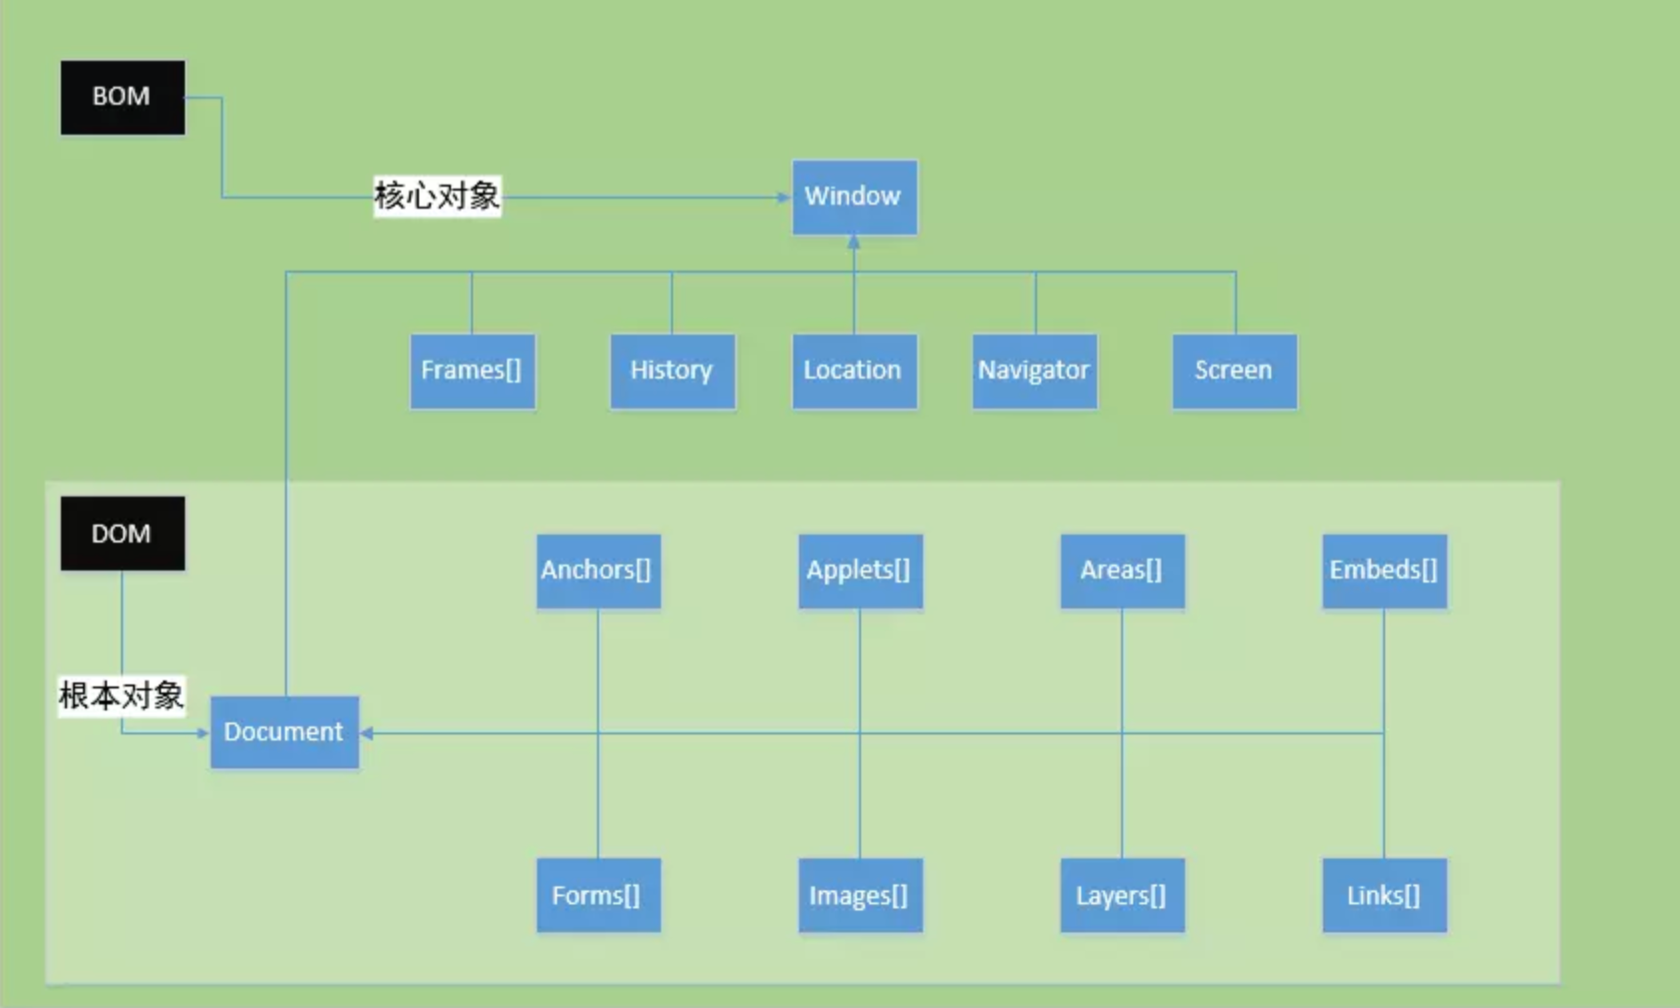 BOM
核心对象
Window
Frames[]
History
Location
Navigator
Screen
DOM
Anchors[]
Applets[]
Areas[]
Embeds[]
根本对象
Document
Forms[]
Images[]
Layers[]
Links[]